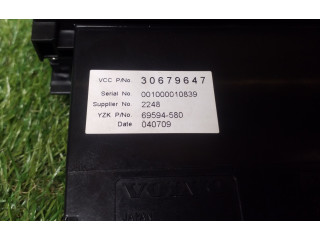 VCC P/No. 30679647
Serial No 001000010839
Supplier No. 2248
YZK P/No. 69594-580
Date 040709